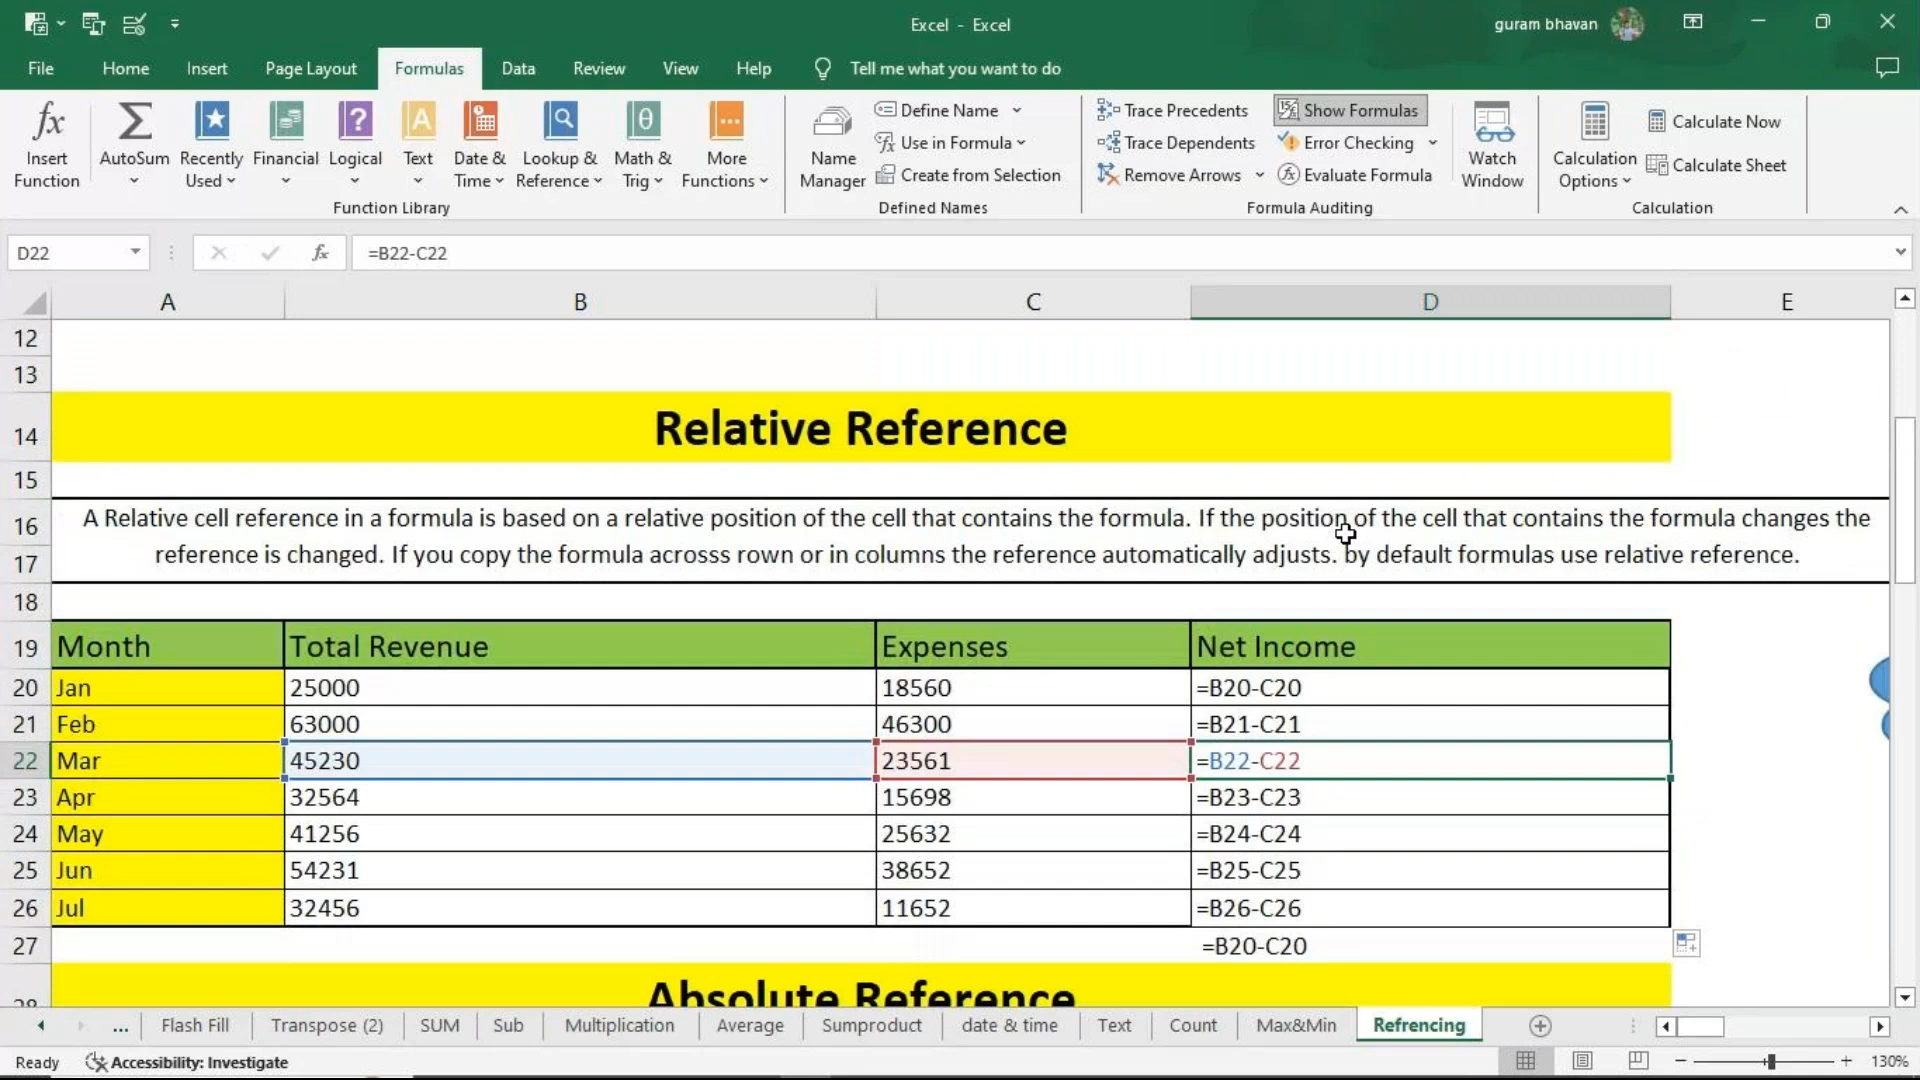 Excel - Excel
guram bhavan
File Home Insert Page Layout Formulas Data Review View Help Tell me what you want to do
fx Insert Function
AutoSum
Recently Used
Financial
Logical
Text
Date & Time
Lookup & Reference
Math & Trig
More Functions
Function Library
Name Manager
Define Name
Use in Formula
Create from Selection
Defined Names
Trace Precedents
Trace Dependents
Remove Arrows
Show Formulas
Error Checking
Evaluate Formula
Formula Auditing
Watch Window
Calculation Options
Calculate Now
Calculate Sheet
Calculation
D22 fx =B22-C22
A B C D E
12
13
14 Relative Reference
15
16 A Relative cell reference in a formula is based on a relative position of the cell that contains the formula. If the position of the cell that contains the formula changes the
17 reference is changed. If you copy the formula acrosss rown or in columns the reference automatically adjusts. by default formulas use relative reference.
18
19 Month Total Revenue Expenses Net Income
20 Jan 25000 18560 =B20-C20
21 Feb 63000 46300 =B21-C21
22 Mar 45230 23561 =B22-C22
23 Apr 32564 15698 =B23-C23
24 May 41256 25632 =B24-C24
25 Jun 54231 38652 =B25-C25
26 Jul 32456 11652 =B26-C26
27 =B20-C20
28 Absolute Reference
... Flash Fill Transpose (2) SUM Sub Multiplication Average Sumproduct date & time Text Count Max&Min Refrencing
Ready Accessibility: Investigate 130%